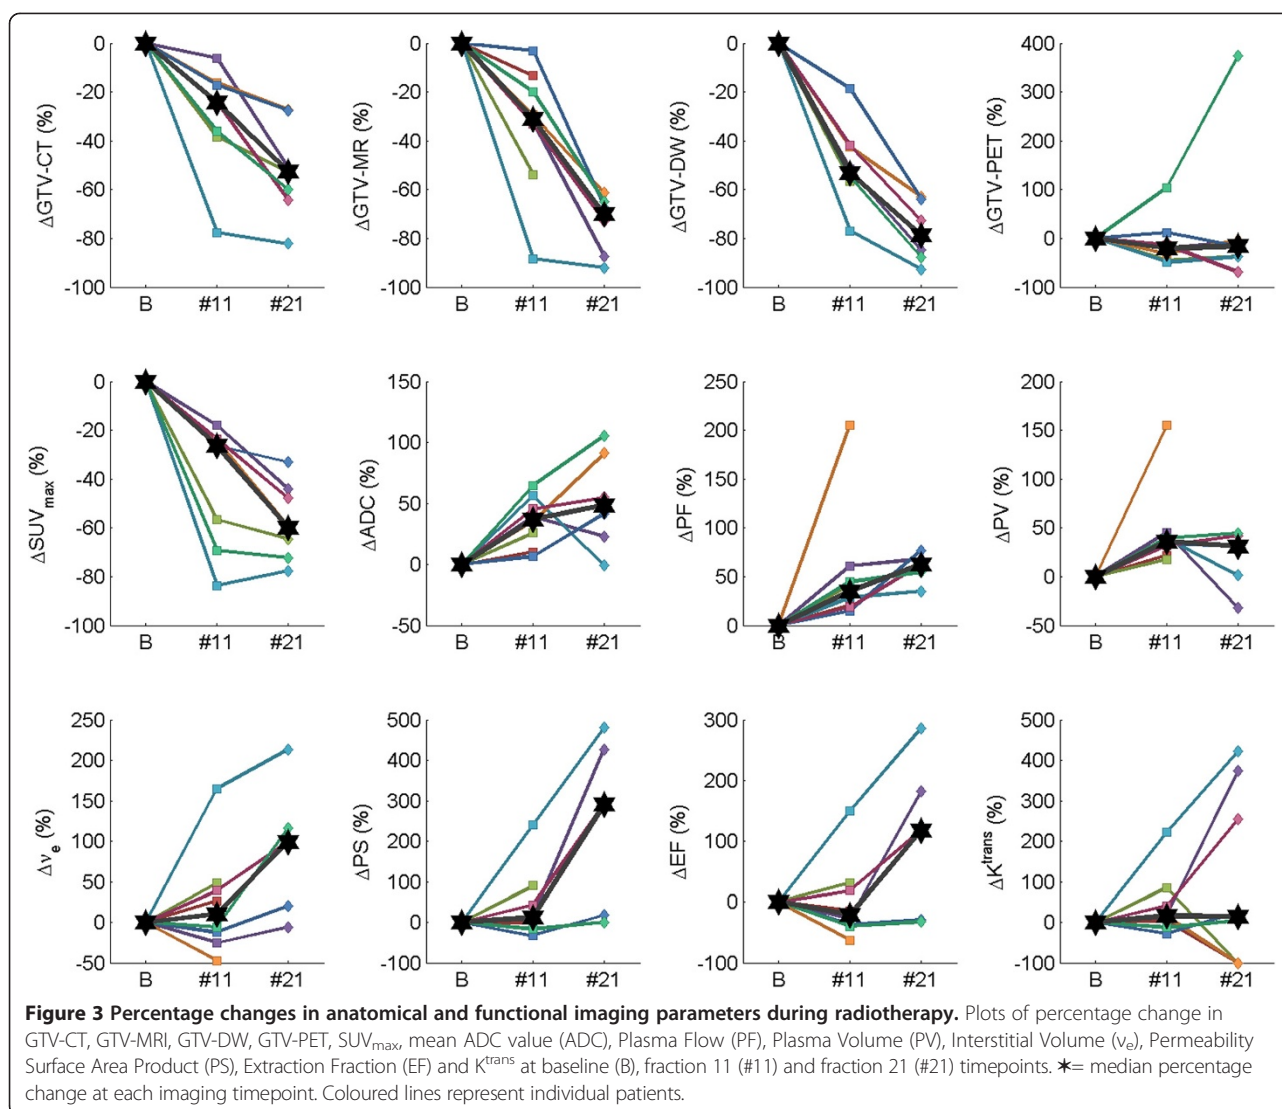 0
-20
-40
-60
-80
-100
ΔGTV-CT (%)
B #11 #21
0
-20
-40
-60
-80
-100
ΔGTV-MR (%)
B #11 #21
0
-20
-40
-60
-80
-100
ΔGTV-DW (%)
B #11 #21
400
300
200
100
0
-100
ΔGTV-PET (%)
B #11 #21
0
-20
-40
-60
-80
-100
ΔSUVmax (%)
B #11 #21
150
100
50
0
-50
ΔADC (%)
B #11 #21
250
200
150
100
50
0
ΔPF (%)
B #11 #21
200
150
100
50
0
-50
ΔPV (%)
B #11 #21
250
200
150
100
50
0
-50
Δve (%)
B #11 #21
500
400
300
200
100
0
-100
ΔPS (%)
B #11 #21
300
200
100
0
-100
ΔEF (%)
B #11 #21
500
400
300
200
100
0
-100
ΔKtrans (%)
B #11 #21
Figure 3 Percentage changes in anatomical and functional imaging parameters during radiotherapy. Plots of percentage change in
GTV-CT, GTV-MRI, GTV-DW, GTV-PET, SUVmax, mean ADC value (ADC), Plasma Flow (PF), Plasma Volume (PV), Interstitial Volume (ve), Permeability
Surface Area Product (PS), Extraction Fraction (EF) and Ktrans at baseline (B), fraction 11 (#11) and fraction 21 (#21) timepoints. ✶= median percentage
change at each imaging timepoint. Coloured lines represent individual patients.